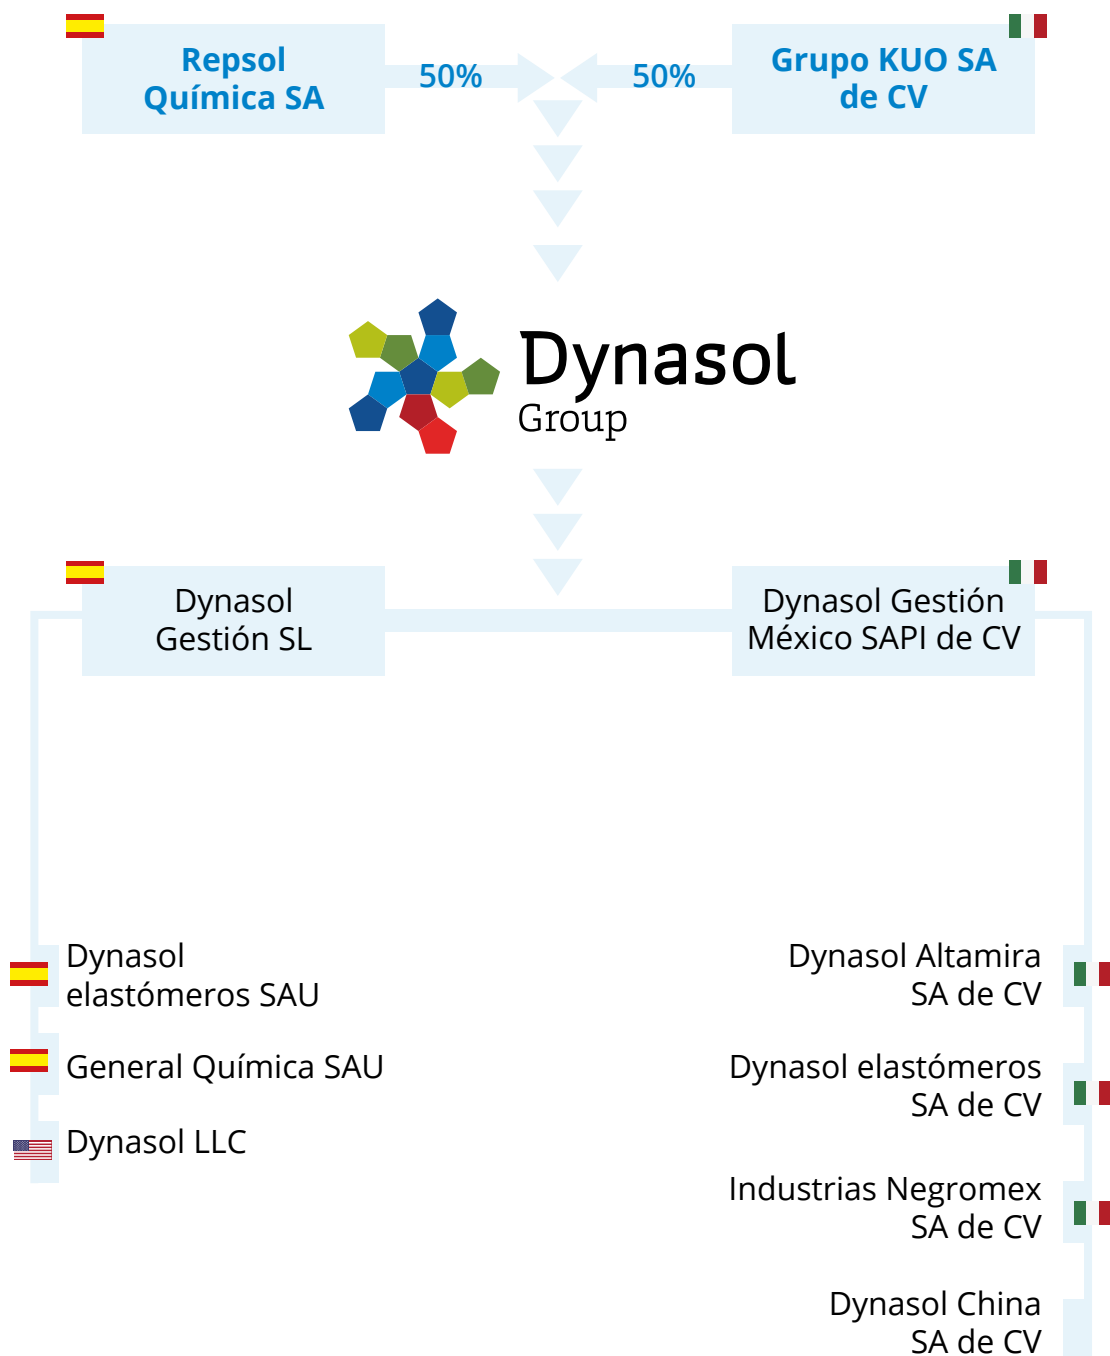 Repsol
Química SA
50%
50%
Grupo KUO SA
de CV
Dynasol
Group
Dynasol
Gestión SL
Dynasol Gestión
México SAPI de CV
Dynasol
elastómeros SAU
General Química SAU
Dynasol LLC
Dynasol Altamira
SA de CV
Dynasol elastómeros
SA de CV
Industrias Negromex
SA de CV
Dynasol China
SA de CV